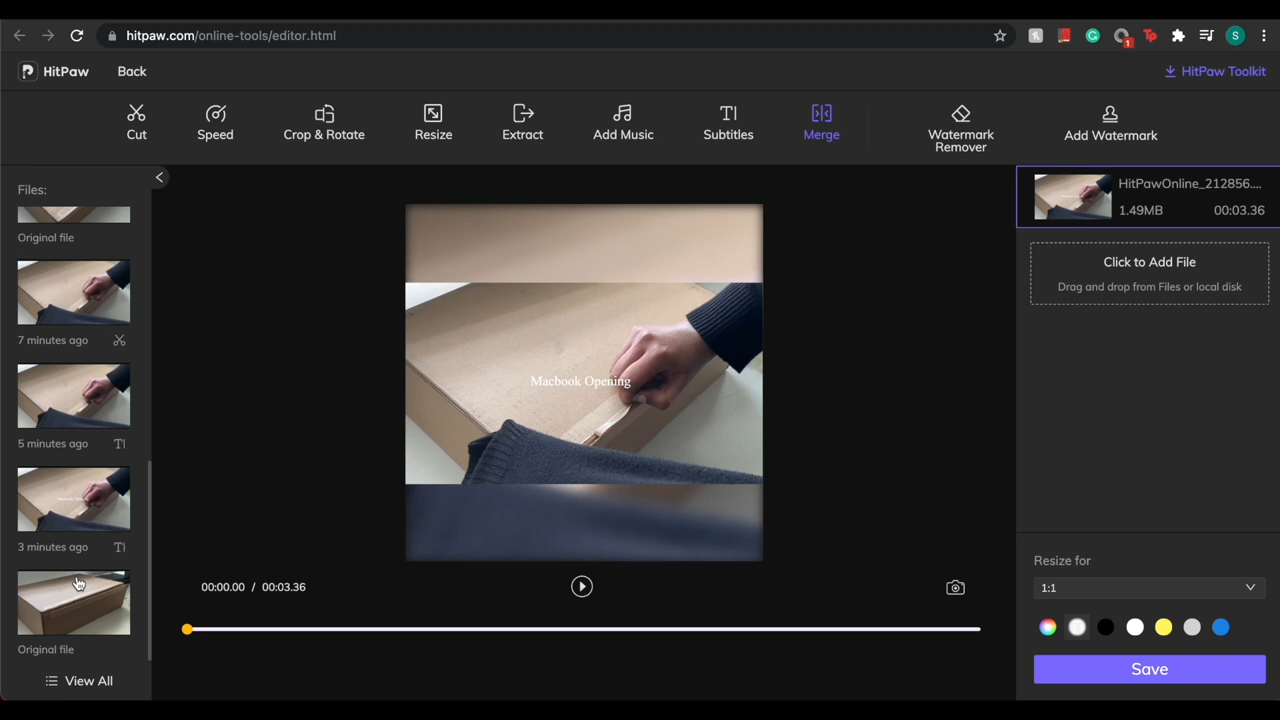 hitpaw.com/online-tools/editor.html
1
Tp
S
HitPaw
Back
HitPaw Toolkit
Cut
Speed
Crop & Rotate
Resize
Extract
Add Music
Subtitles
Merge
Watermark
Remover
Add Watermark
Files:
Original file
7 minutes ago
5 minutes ago
3 minutes ago
Original file
View All
Macbook Opening
00:00.00 / 00:03.36
HitPawOnline_212856....
1.49MB 00:03.36
Click to Add File
Drag and drop from Files or local disk
Resize for
1:1
Save